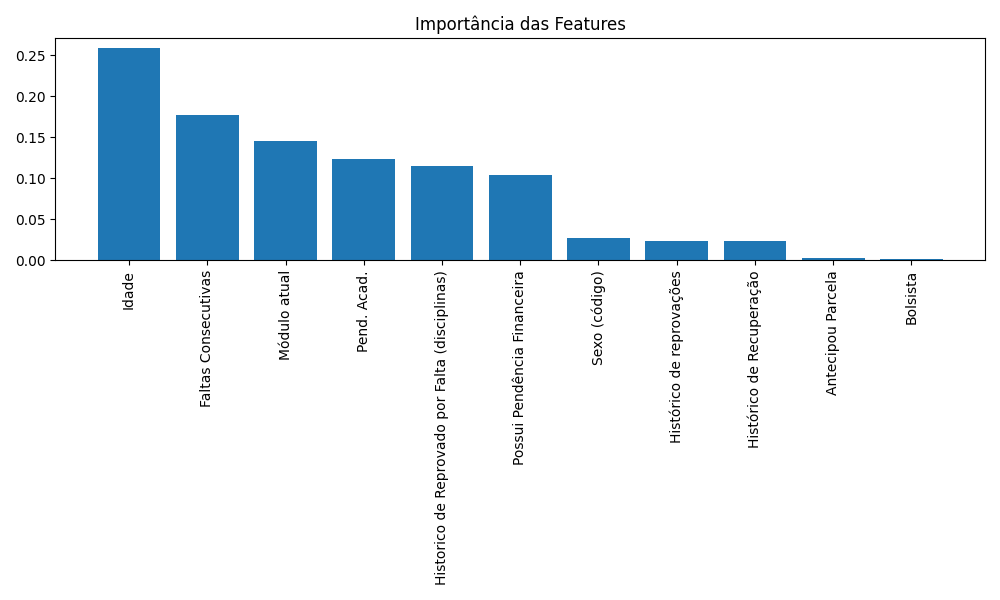 Importância das Features
0.25
0.20
0.15
0.10
0.05
0.00
Idade
Faltas Consecutivas
Módulo atual
Pend. Acad.
Historico de Reprovado por Falta (disciplinas)
Possui Pendência Financeira
Sexo (código)
Histórico de reprovações
Histórico de Recuperação
Antecipou Parcela
Bolsista